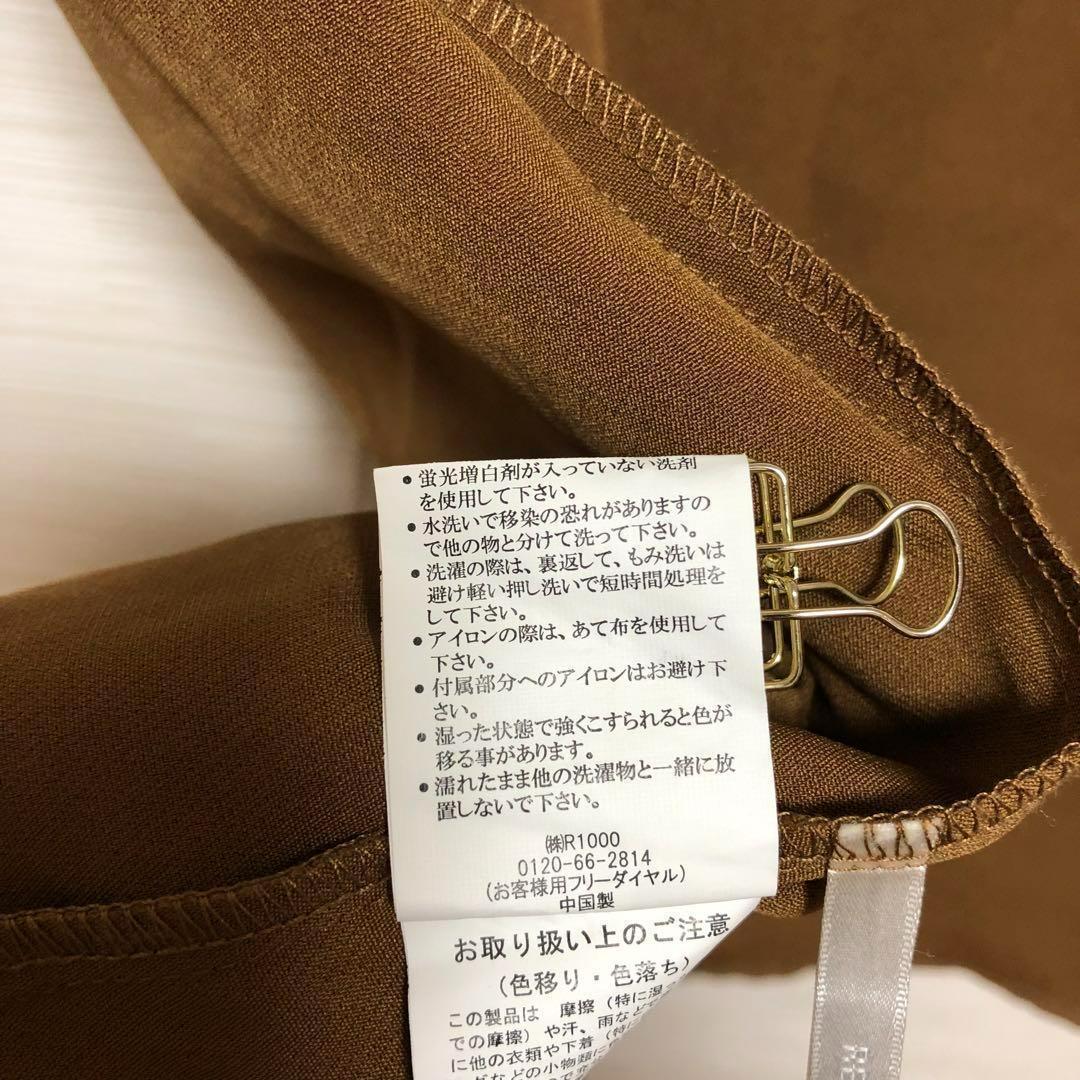 • 蛍光増白剤が入っていない洗剤
を使用して下さい。
• 水洗いで移染の恐れがありますの
で他の物と分けて洗って下さい。
• 洗濯の際は、裏返して、もみ洗いは
避け軽い押し洗いで短時間処理を
して下さい。
• アイロンの際は、あて布を使用して
下さい。
• 付属部分へのアイロンはお避け下
さい。
• 湿った状態で強くこすられると色が
移る事があります。
• 濡れたまま他の洗濯物と一緒に放
置しないで下さい。
㈱R1000
0120-66-2814
(お客様用フリーダイヤル)
中国製
お取り扱い上のご注意
(色移り・色落ち)
この製品は 摩擦(特に湿っ
での摩擦)や汗、雨など
に他の衣類や下着(特に
などの小物類に
RE